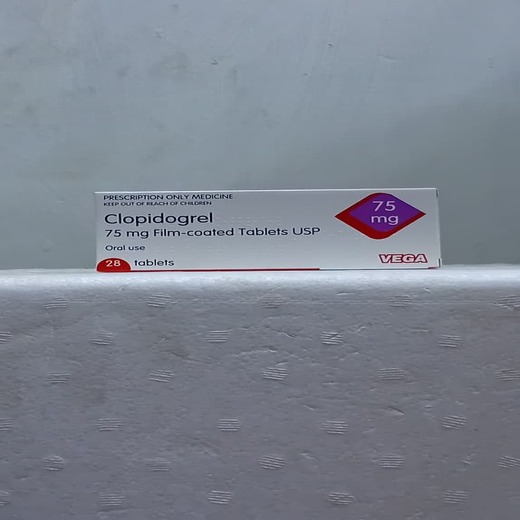 PRESCRIPTION ONLY MEDICINE
KEEP OUT OF REACH OF CHILDREN
Clopidogrel
75 mg Film-coated Tablets USP
Oral use
28 tablets
75
mg
VEGA